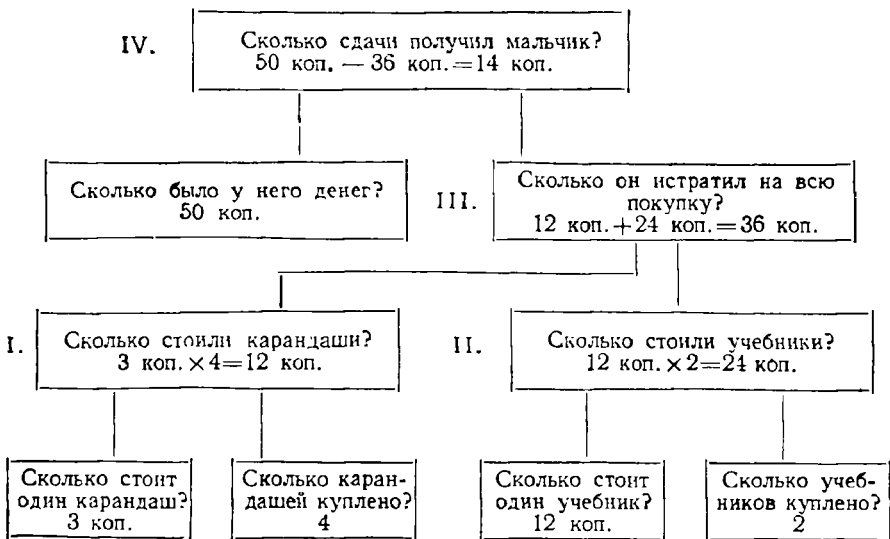 IV.
Сколько сдачи получил мальчик?
50 коп. — 36 коп.=14 коп.
Сколько было у него денег?
50 коп.
III.
Сколько он истратил на всю
покупку?
12 коп.+24 коп.=36 коп.
I.
Сколько стоили карандаши?
3 коп.×4=12 коп.
II.
Сколько стоили учебники?
12 коп.×2=24 коп.
Сколько стоит
один карандаш?
3 коп.
Сколько каран-
дашей куплено?
4
Сколько стоит
один учебник?
12 коп.
Сколько учеб-
ников куплено?
2